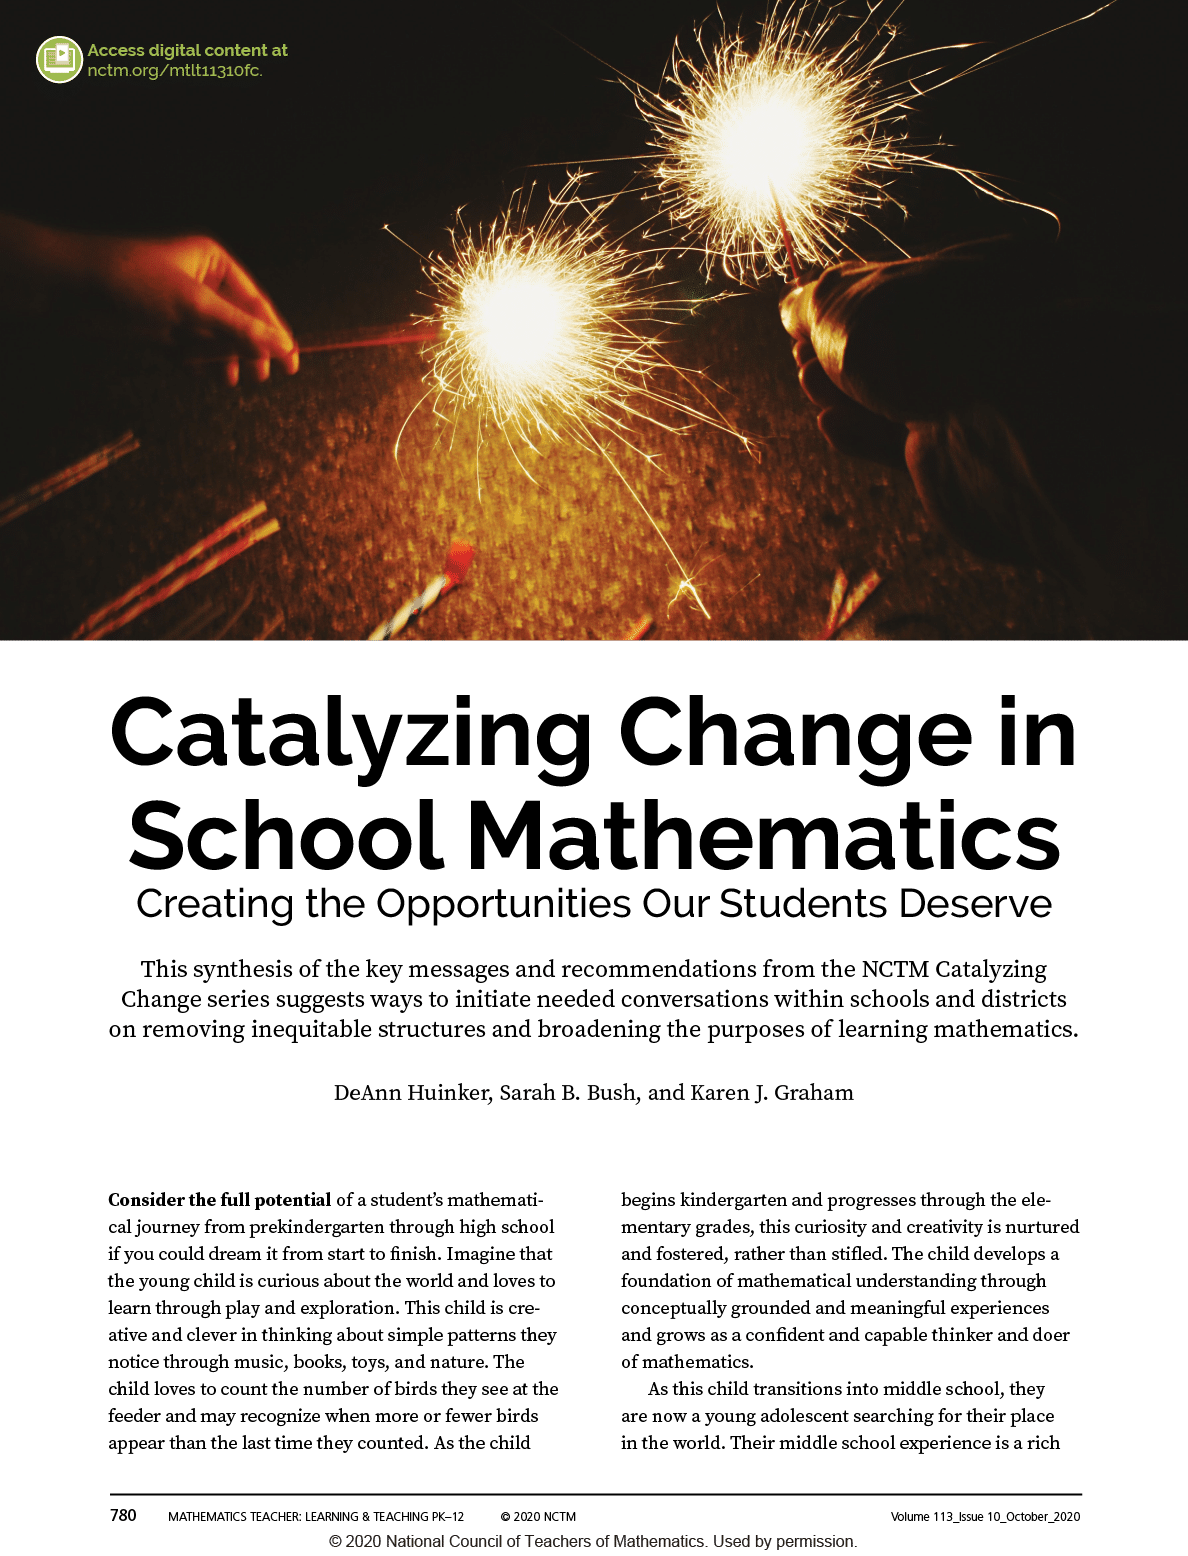 Access digital content at
nctm.org/mtlt11310fc.
Catalyzing Change in
School Mathematics
Creating the Opportunities Our Students Deserve
This synthesis of the key messages and recommendations from the NCTM Catalyzing
Change series suggests ways to initiate needed conversations within schools and districts
on removing inequitable structures and broadening the purposes of learning mathematics.
DeAnn Huinker, Sarah B. Bush, and Karen J. Graham
Consider the full potential of a student’s mathemati-
cal journey from prekindergarten through high school
if you could dream it from start to finish. Imagine that
the young child is curious about the world and loves to
learn through play and exploration. This child is cre-
ative and clever in thinking about simple patterns they
notice through music, books, toys, and nature. The
child loves to count the number of birds they see at the
feeder and may recognize when more or fewer birds
appear than the last time they counted. As the child
begins kindergarten and progresses through the ele-
mentary grades, this curiosity and creativity is nurtured
and fostered, rather than stifled. The child develops a
foundation of mathematical understanding through
conceptually grounded and meaningful experiences
and grows as a confident and capable thinker and doer
of mathematics.
As this child transitions into middle school, they
are now a young adolescent searching for their place
in the world. Their middle school experience is a rich
780 MATHEMATICS TEACHER: LEARNING & TEACHING PK–12 © 2020 NCTM Volume 113_Issue 10_October_2020
© 2020 National Council of Teachers of Mathematics. Used by permission.